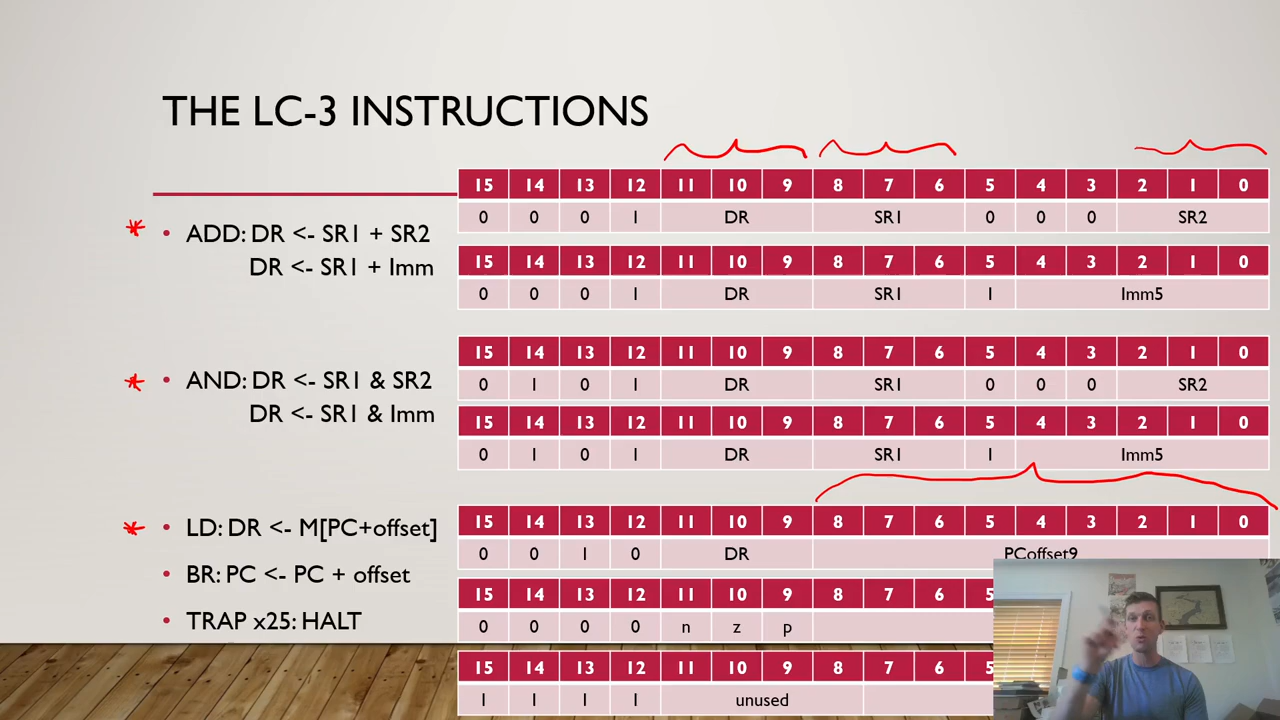 THE LC-3 INSTRUCTIONS
15 14 13 12 11 10 9 8 7 6 5 4 3 2 1 0
0 0 0 1 DR SR1 0 0 0 SR2
• ADD: DR <- SR1 + SR2
15 14 13 12 11 10 9 8 7 6 5 4 3 2 1 0
DR <- SR1 + Imm
0 0 0 1 DR SR1 1 Imm5
15 14 13 12 11 10 9 8 7 6 5 4 3 2 1 0
• AND: DR <- SR1 & SR2
0 1 0 1 DR SR1 0 0 0 SR2
DR <- SR1 & Imm
15 14 13 12 11 10 9 8 7 6 5 4 3 2 1 0
0 1 0 1 DR SR1 1 Imm5
15 14 13 12 11 10 9 8 7 6 5 4 3 2 1 0
• LD: DR <- M[PC+offset]
0 0 1 0 DR PCoffset9
• BR: PC <- PC + offset
15 14 13 12 11 10 9 8 7 6 5
• TRAP x25: HALT
0 0 0 0 n z p
15 14 13 12 11 10 9 8 7 6 5
1 1 1 1 unused